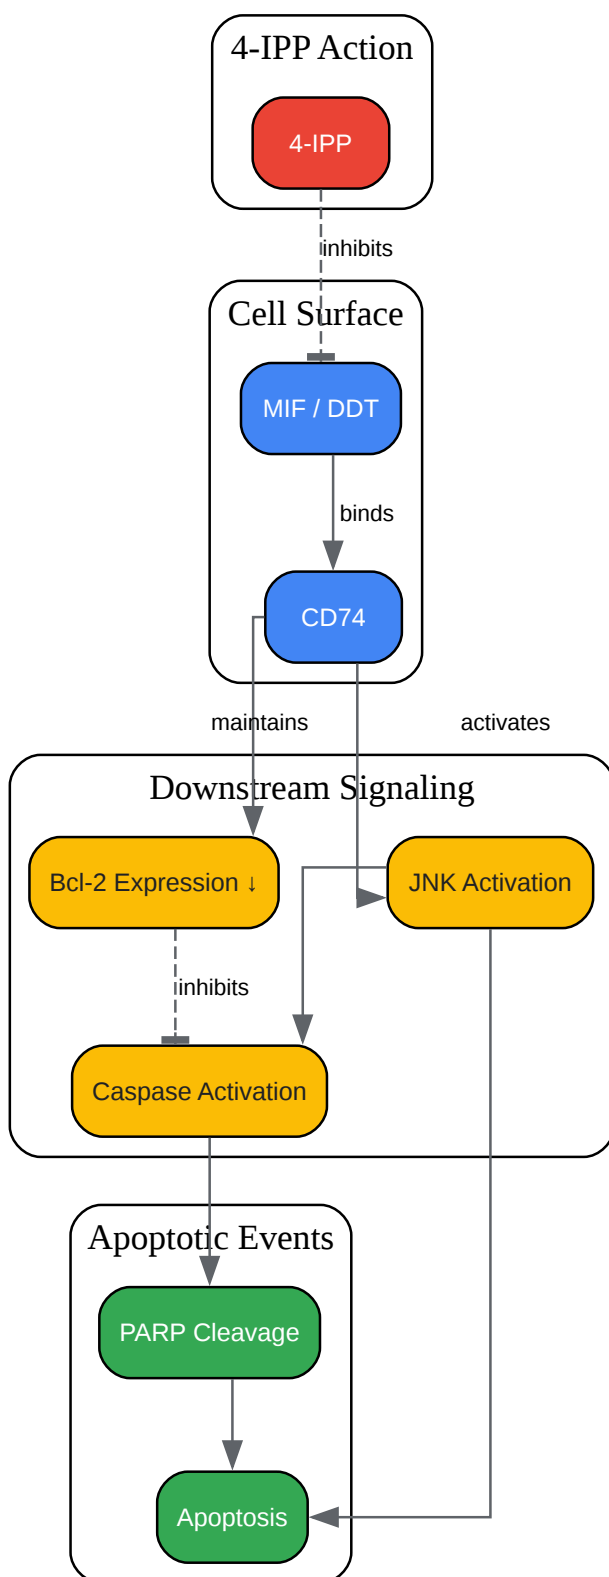 4-IPP Action
4-IPP
inhibits
Cell Surface
MIF / DDT
binds
CD74
maintains
activates
Downstream Signaling
Bcl-2 Expression ↓
JNK Activation
inhibits
Caspase Activation
Apoptotic Events
PARP Cleavage
Apoptosis